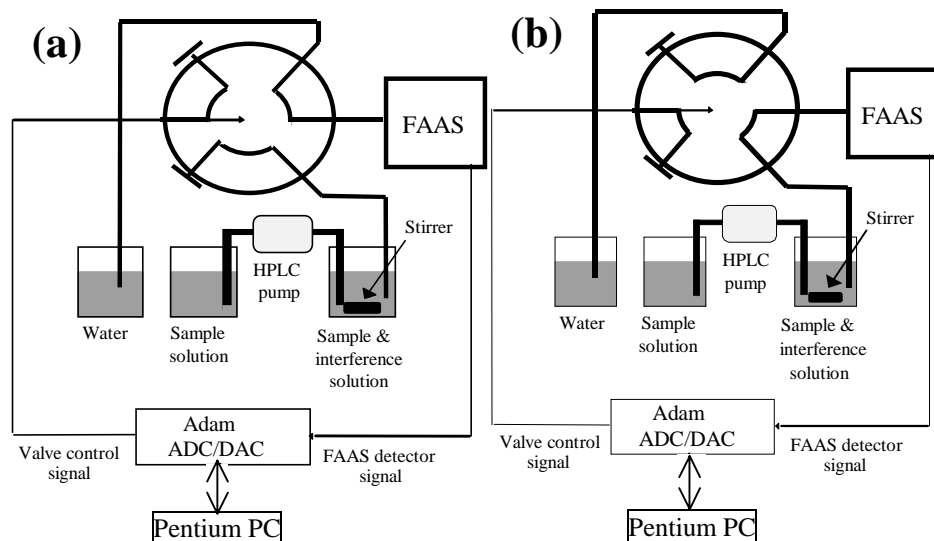 (a)
FAAS
Stirrer
HPLC
pump
Water
Sample
solution
Sample &
interference
solution
Adam
ADC/DAC
Valve control
signal
FAAS detector
signal
Pentium PC
(b)
FAAS
Stirrer
HPLC
pump
Water
Sample
solution
Sample &
interference
solution
Adam
ADC/DAC
Valve control
signal
FAAS detector
signal
Pentium PC